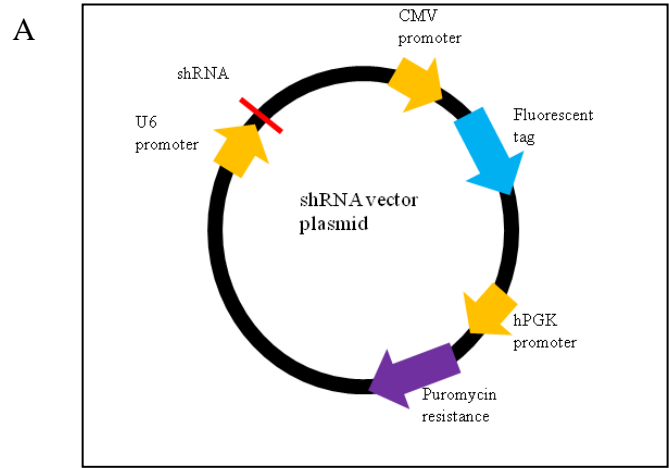 A
CMV
promoter
shRNA
Fluorescent
tag
U6
promoter
shRNA vector
plasmid
hPGK
promoter
Puromycin
resistance